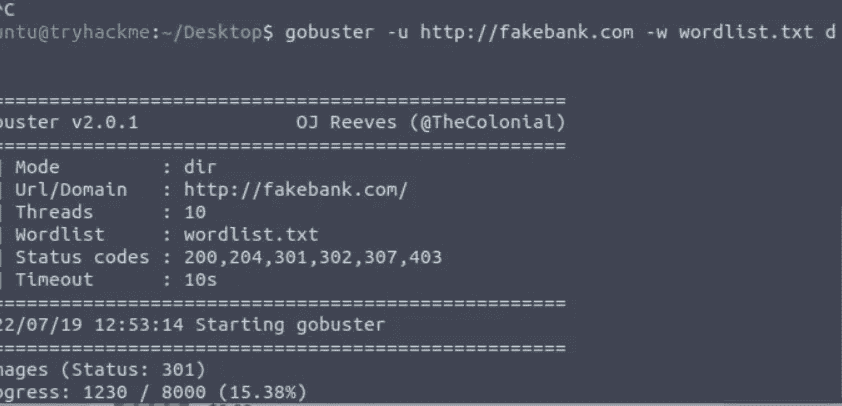 ^C
untu@tryhackme:~/Desktop$ gobuster -u http://fakebank.com -w wordlist.txt d
=====================================================
buster v2.0.1 OJ Reeves (@TheColonial)
=====================================================
] Mode : dir
] Url/Domain : http://fakebank.com/
] Threads : 10
] Wordlist : wordlist.txt
] Status codes : 200,204,301,302,307,403
] Timeout : 10s
=====================================================
22/07/19 12:53:14 Starting gobuster
=====================================================
mages (Status: 301)
ogress: 1230 / 8000 (15.38%)